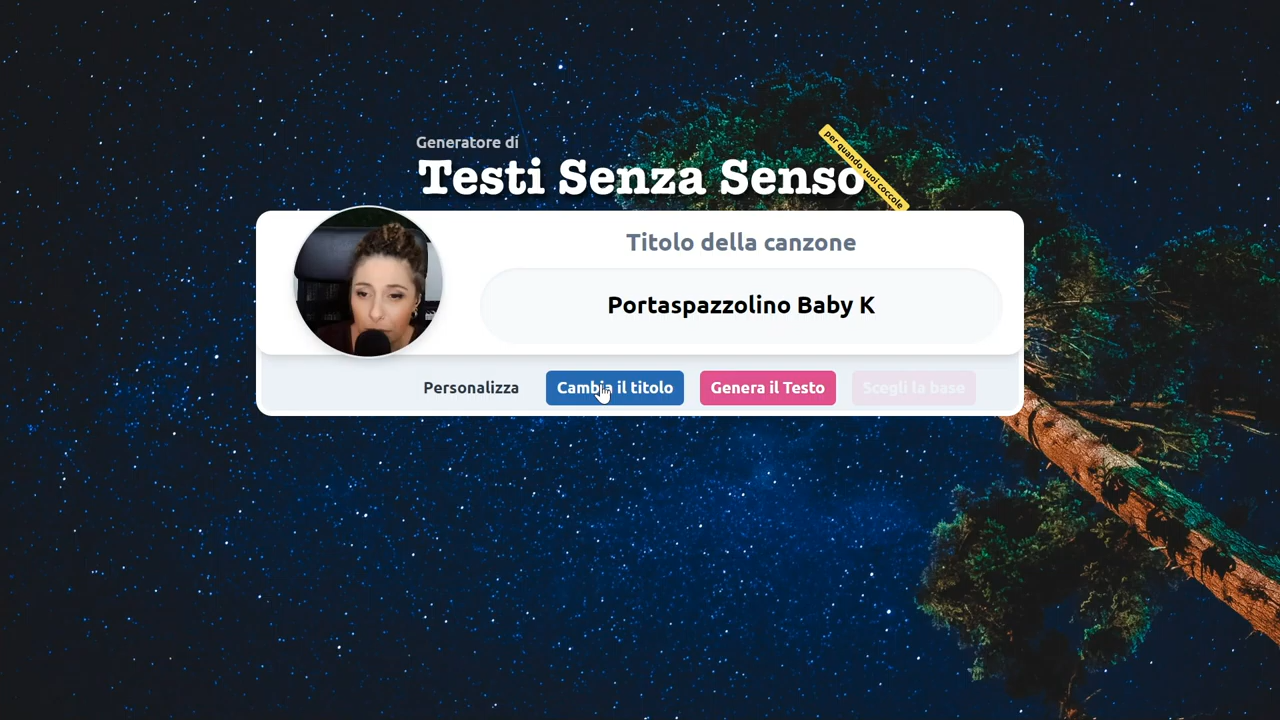 Generatore di
Testi Senza Senso
per quando vuoi coccole
Titolo della canzone
Portaspazzolino Baby K
Personalizza
Cambia il titolo
Genera il Testo
Scegli la base